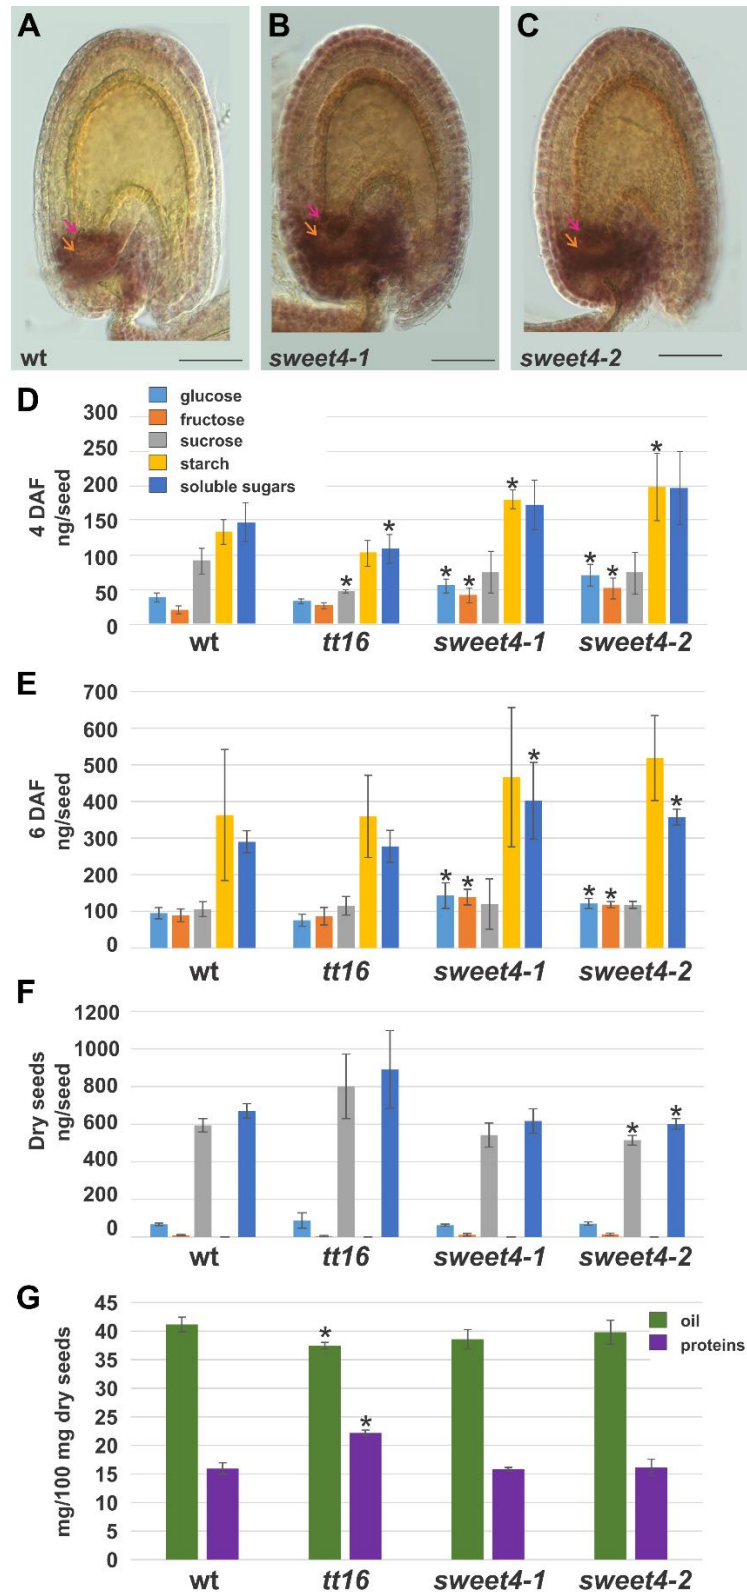 A B C
wt sweet4-1 sweet4-2
D
glucose
fructose
sucrose
starch
soluble sugars
4 DAF
ng/seed
300
250
200
150
100
50
0
* * * * * * * *
wt tt16 sweet4-1 sweet4-2
E
6 DAF
ng/seed
700
600
500
400
300
200
100
0
* * * * * *
wt tt16 sweet4-1 sweet4-2
F
Dry seeds
ng/seed
1200
1000
800
600
400
200
0
* *
wt tt16 sweet4-1 sweet4-2
G
oil
proteins
mg/100 mg dry seeds
45
40
35
30
25
20
15
10
5
0
* *
wt tt16 sweet4-1 sweet4-2